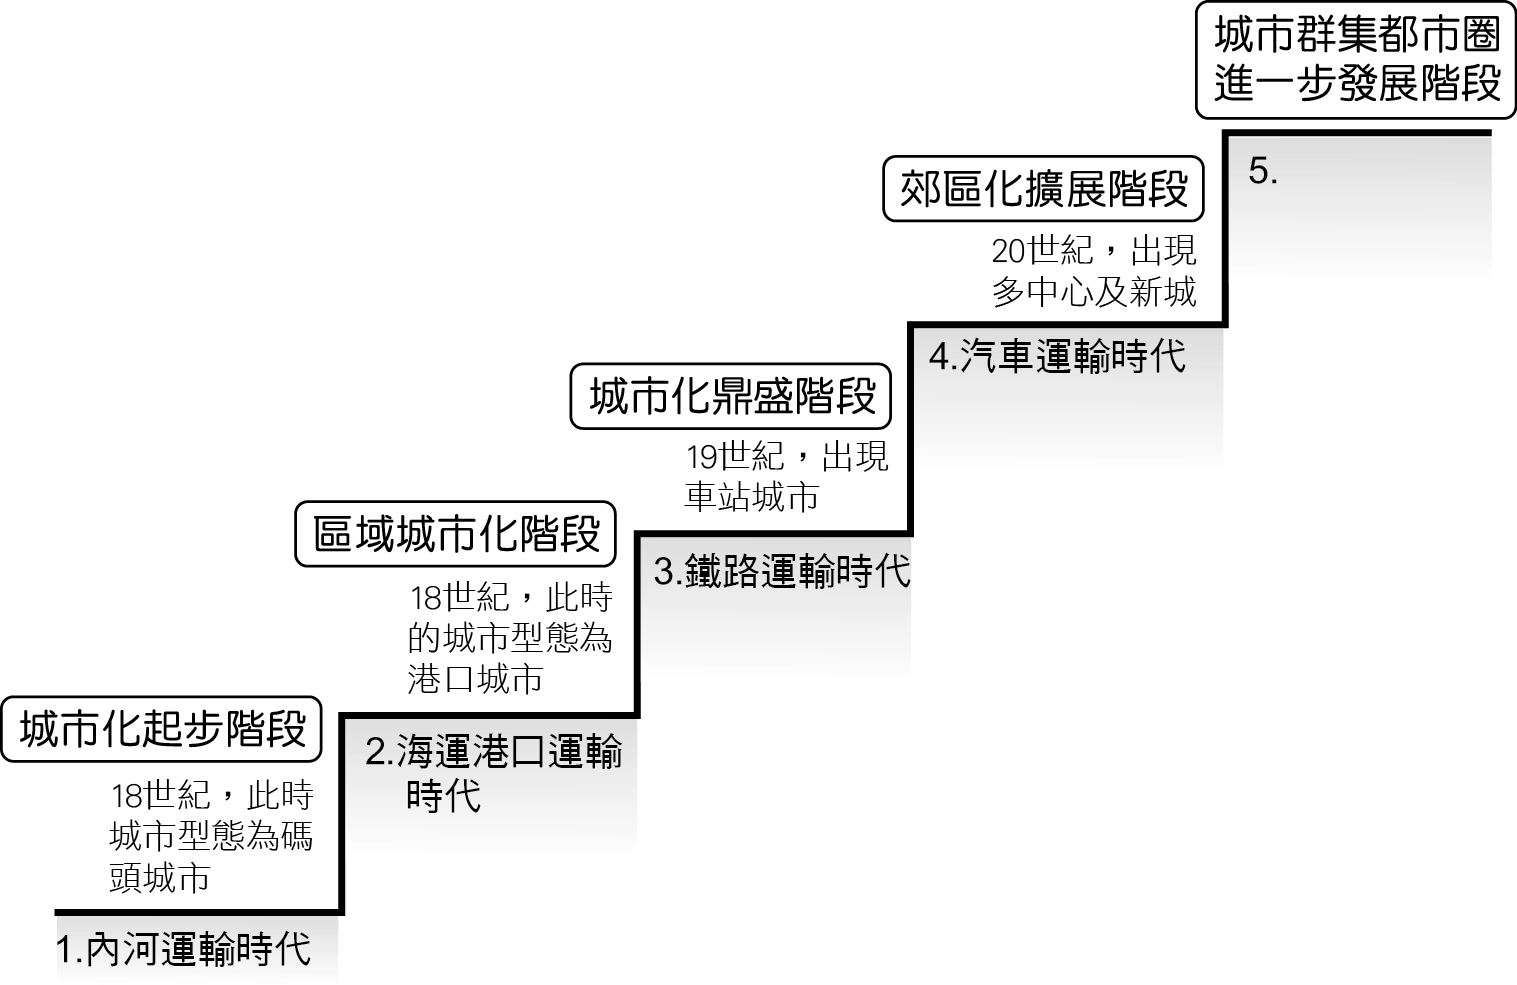 城市群集都市圈
進一步發展階段
5.
郊區化擴展階段
20世紀，出現
多中心及新城
4.汽車運輸時代
城市化鼎盛階段
19世紀，出現
車站城市
3.鐵路運輸時代
區域城市化階段
18世紀，此時
的城市型態為
港口城市
2.海運港口運輸
時代
城市化起步階段
18世紀，此時
城市型態為碼
頭城市
1.內河運輸時代